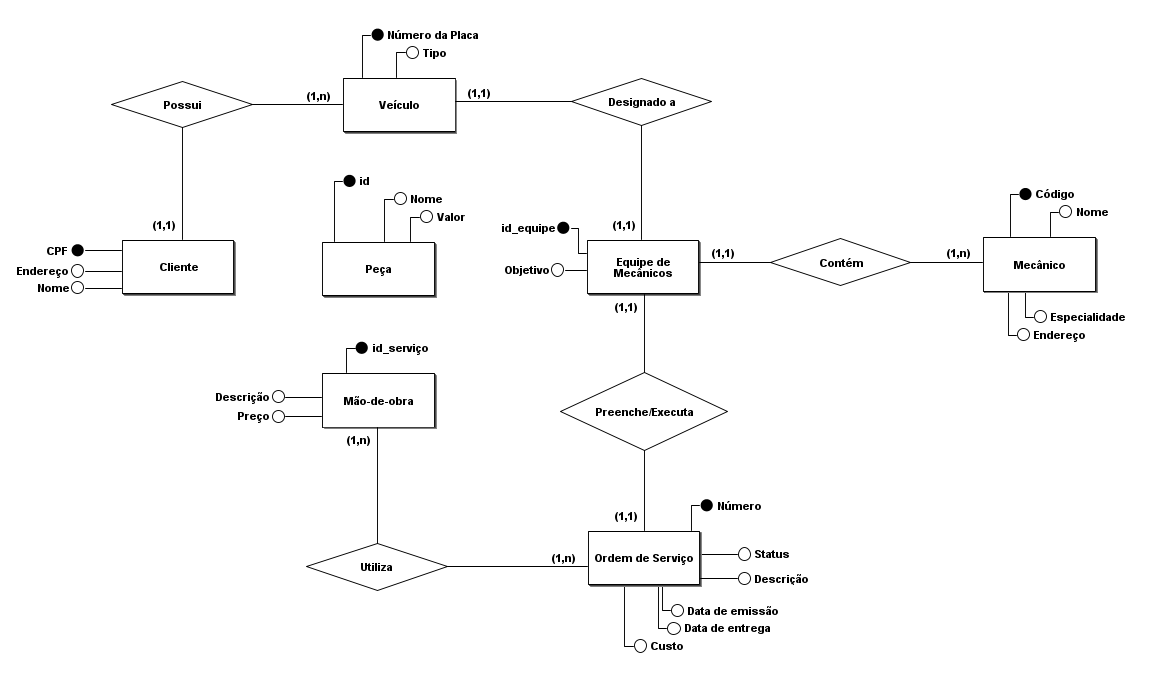 Número da Placa
Tipo
Possui
(1,n)
Veículo
(1,1)
Designado a
id
Nome
Valor
Código
Nome
(1,1)
CPF
Endereço
Nome
Cliente
Peça
id_equipe
Objetivo
(1,1)
Equipe de
Mecânicos
(1,1)
Contém
(1,n)
Mecânico
(1,1)
Especialidade
Endereço
id_serviço
Descrição
Preço
Mão-de-obra
(1,n)
Preenche/Executa
Número
(1,1)
Utiliza
(1,n)
Ordem de Serviço
Status
Descrição
Data de emissão
Data de entrega
Custo